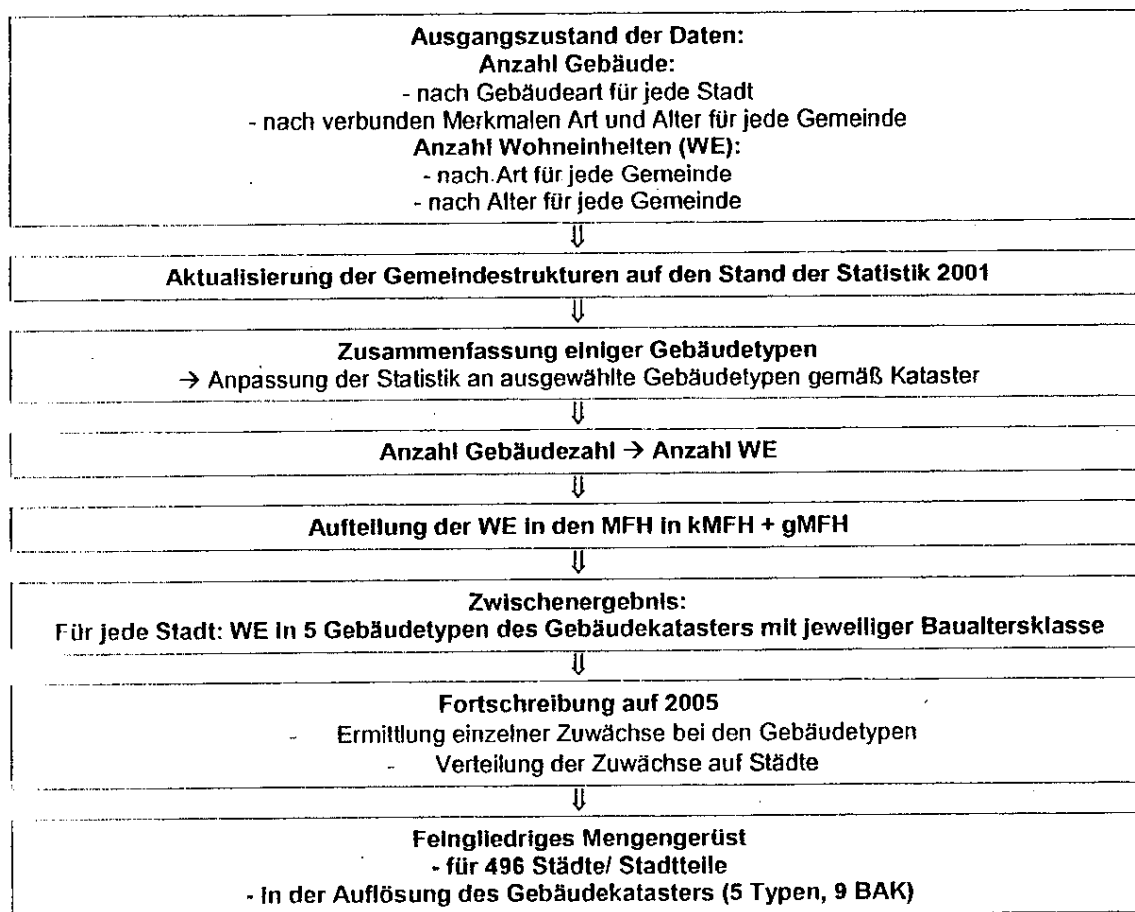 Ausgangszustand der Daten:
Anzahl Gebäude:
- nach Gebäudeart für jede Stadt
- nach verbunden Merkmalen Art und Alter für jede Gemeinde
Anzahl Wohneinheiten (WE):
- nach Art für jede Gemeinde
- nach Alter für jede Gemeinde
⇓
Aktualisierung der Gemeindestrukturen auf den Stand der Statistik 2001
⇓
Zusammenfassung einiger Gebäudetypen
→ Anpassung der Statistik an ausgewählte Gebäudetypen gemäß Kataster
⇓
Anzahl Gebäudezahl → Anzahl WE
⇓
Aufteilung der WE in den MFH in kMFH + gMFH
⇓
Zwischenergebnis:
Für jede Stadt: WE in 5 Gebäudetypen des Gebäudekatasters mit jeweiliger Baualtersklasse
⇓
Fortschreibung auf 2005
- Ermittlung einzelner Zuwächse bei den Gebäudetypen
- Verteilung der Zuwächse auf Städte
⇓
Feingliedriges Mengengerüst
- für 496 Städte/ Stadtteile
- in der Auflösung des Gebäudekatasters (5 Typen, 9 BAK)